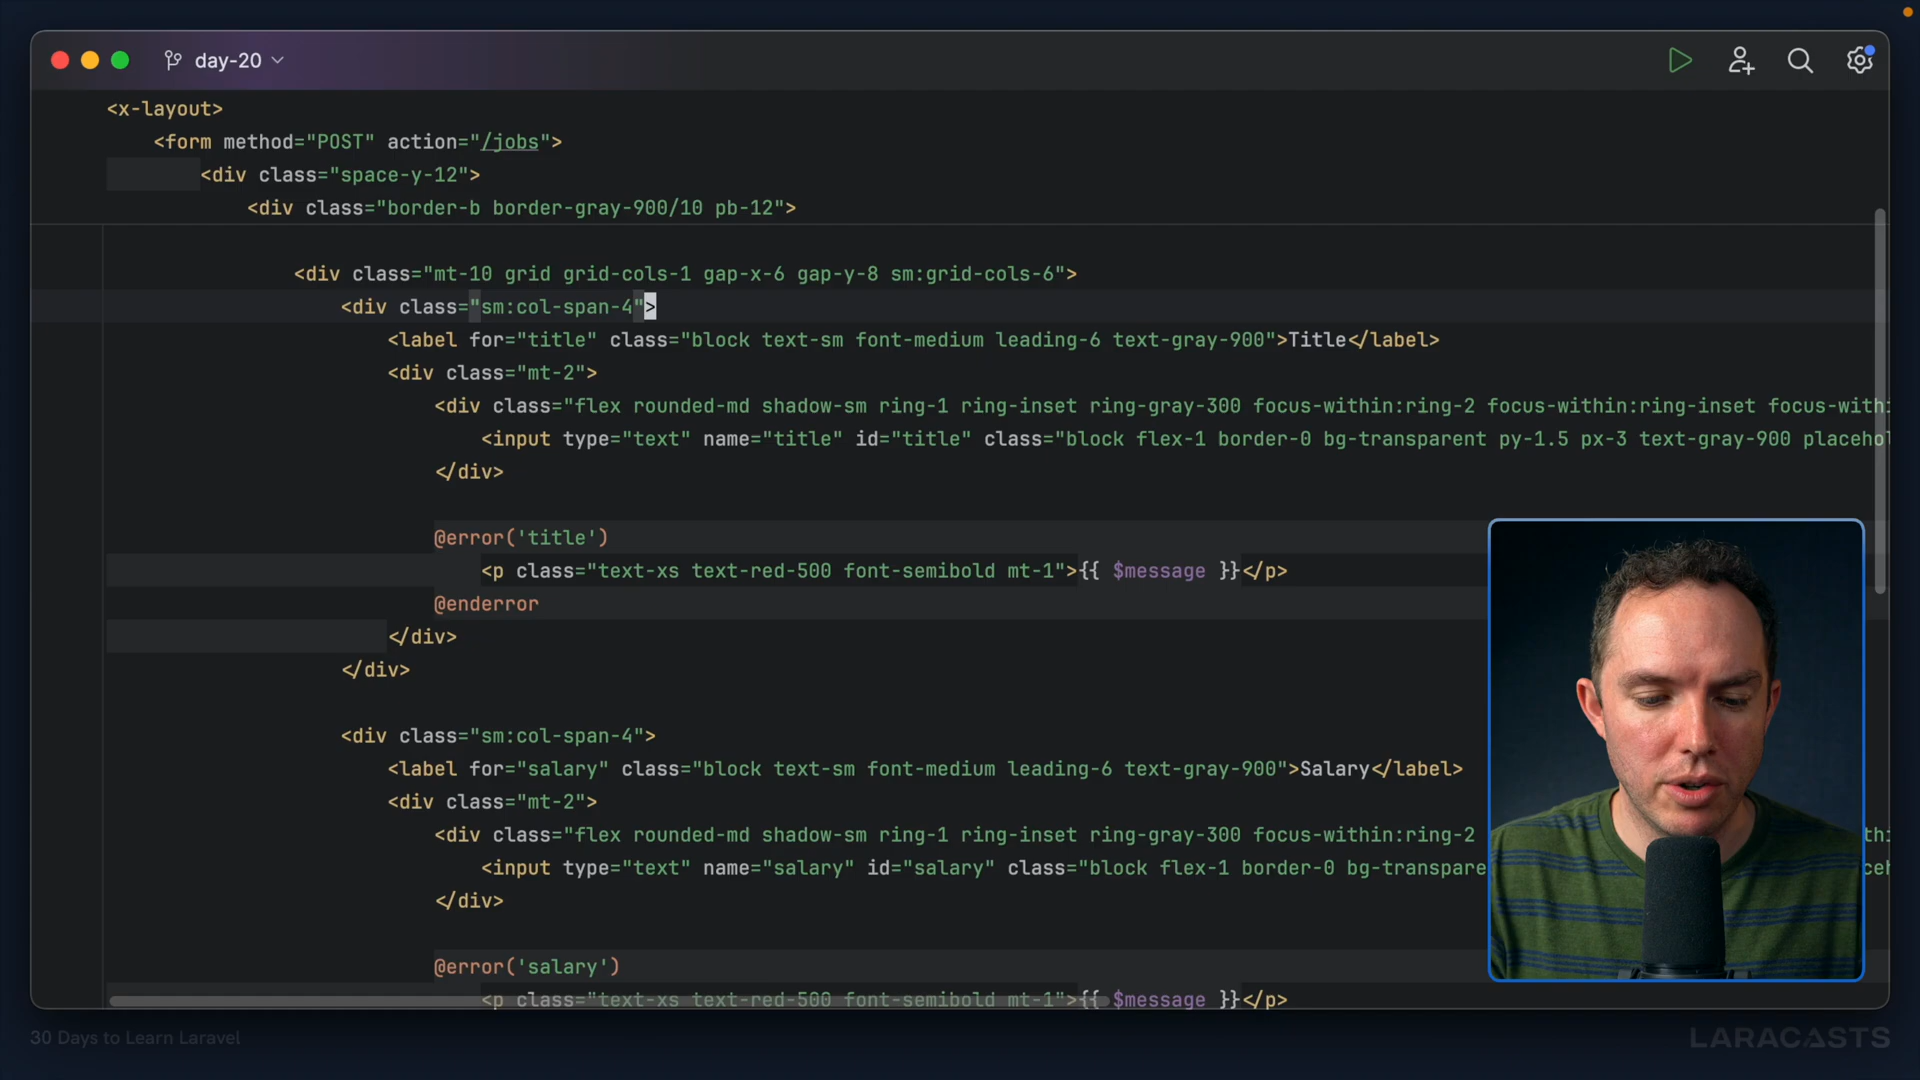 day-20
<x-layout>
<form method="POST" action="/jobs">
<div class="space-y-12">
<div class="border-b border-gray-900/10 pb-12">
<div class="mt-10 grid grid-cols-1 gap-x-6 gap-y-8 sm:grid-cols-6">
<div class="sm:col-span-4">
<label for="title" class="block text-sm font-medium leading-6 text-gray-900">Title</label>
<div class="mt-2">
<div class="flex rounded-md shadow-sm ring-1 ring-inset ring-gray-300 focus-within:ring-2 focus-within:ring-inset
<input type="text" name="title" id="title" class="block flex-1 border-0 bg-transparent py-1.5 px-3 text-gray-900
</div>
@error('title')
<p class="text-xs text-red-500 font-semibold mt-1">{{ $message }}</p>
@enderror
</div>
</div>
<div class="sm:col-span-4">
<label for="salary" class="block text-sm font-medium leading-6 text-gray-900">Salary</label>
<div class="mt-2">
<div class="flex rounded-md shadow-sm ring-1 ring-inset ring-gray-300 focus-within:ring-2
<input type="text" name="salary" id="salary" class="block flex-1 border-0 bg-transpare
</div>
@error('salary')
<p class="text-xs text-red-500 font-semibold mt-1">{{ $message }}</p>
30 Days to Learn Laravel
LARACASTS